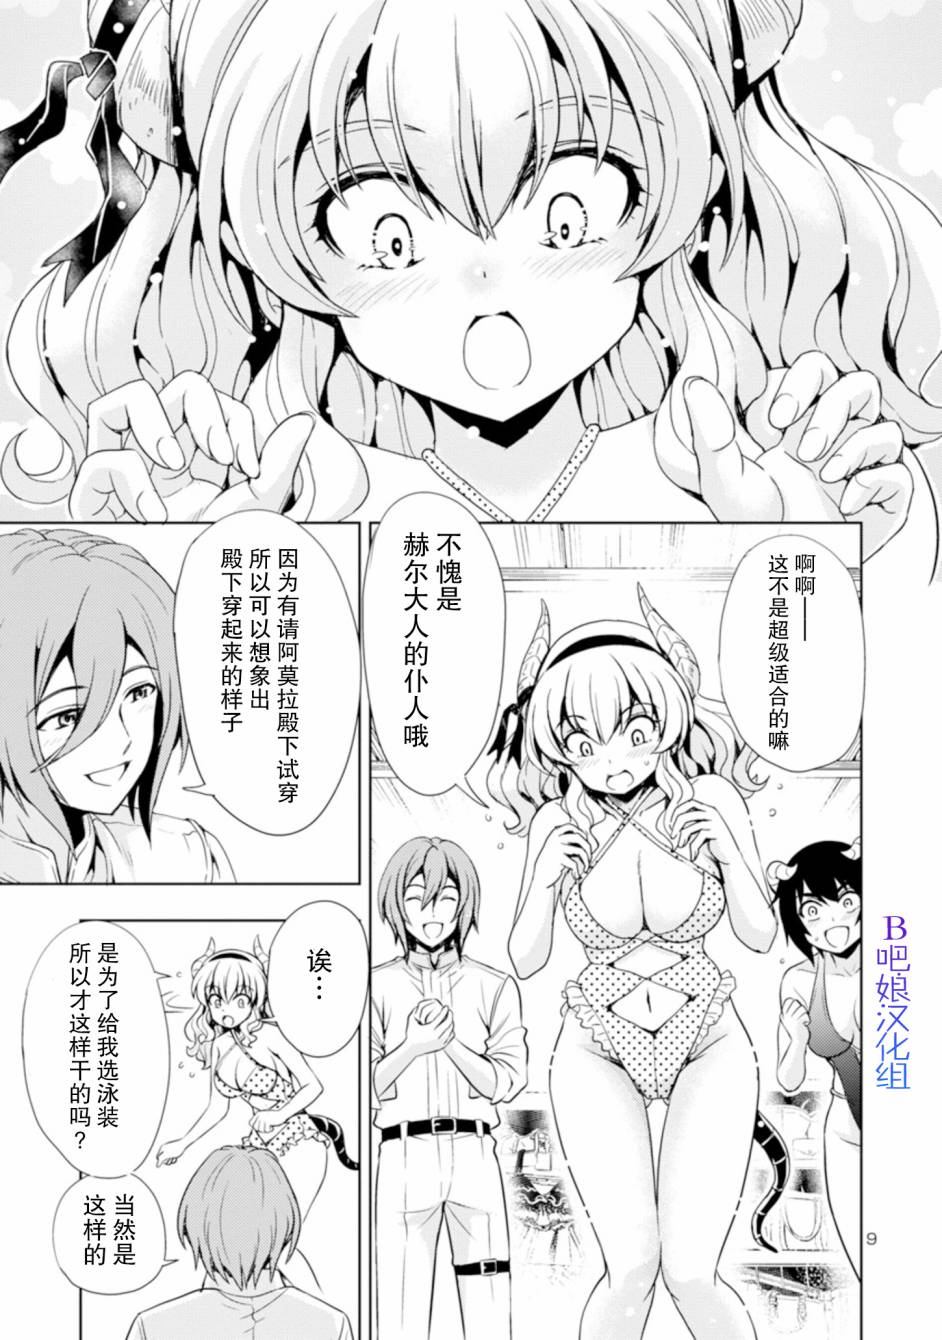 啊啊——
这不是超级适合的嘛
不愧是
赫尔大人的仆人哦
因为有请阿莫拉殿下试穿
所以可以想象出
殿下穿起来的样子
诶…
是为了给我选泳装
所以才这样干的吗？
当然是
这样的
B吧娘汉化组
9